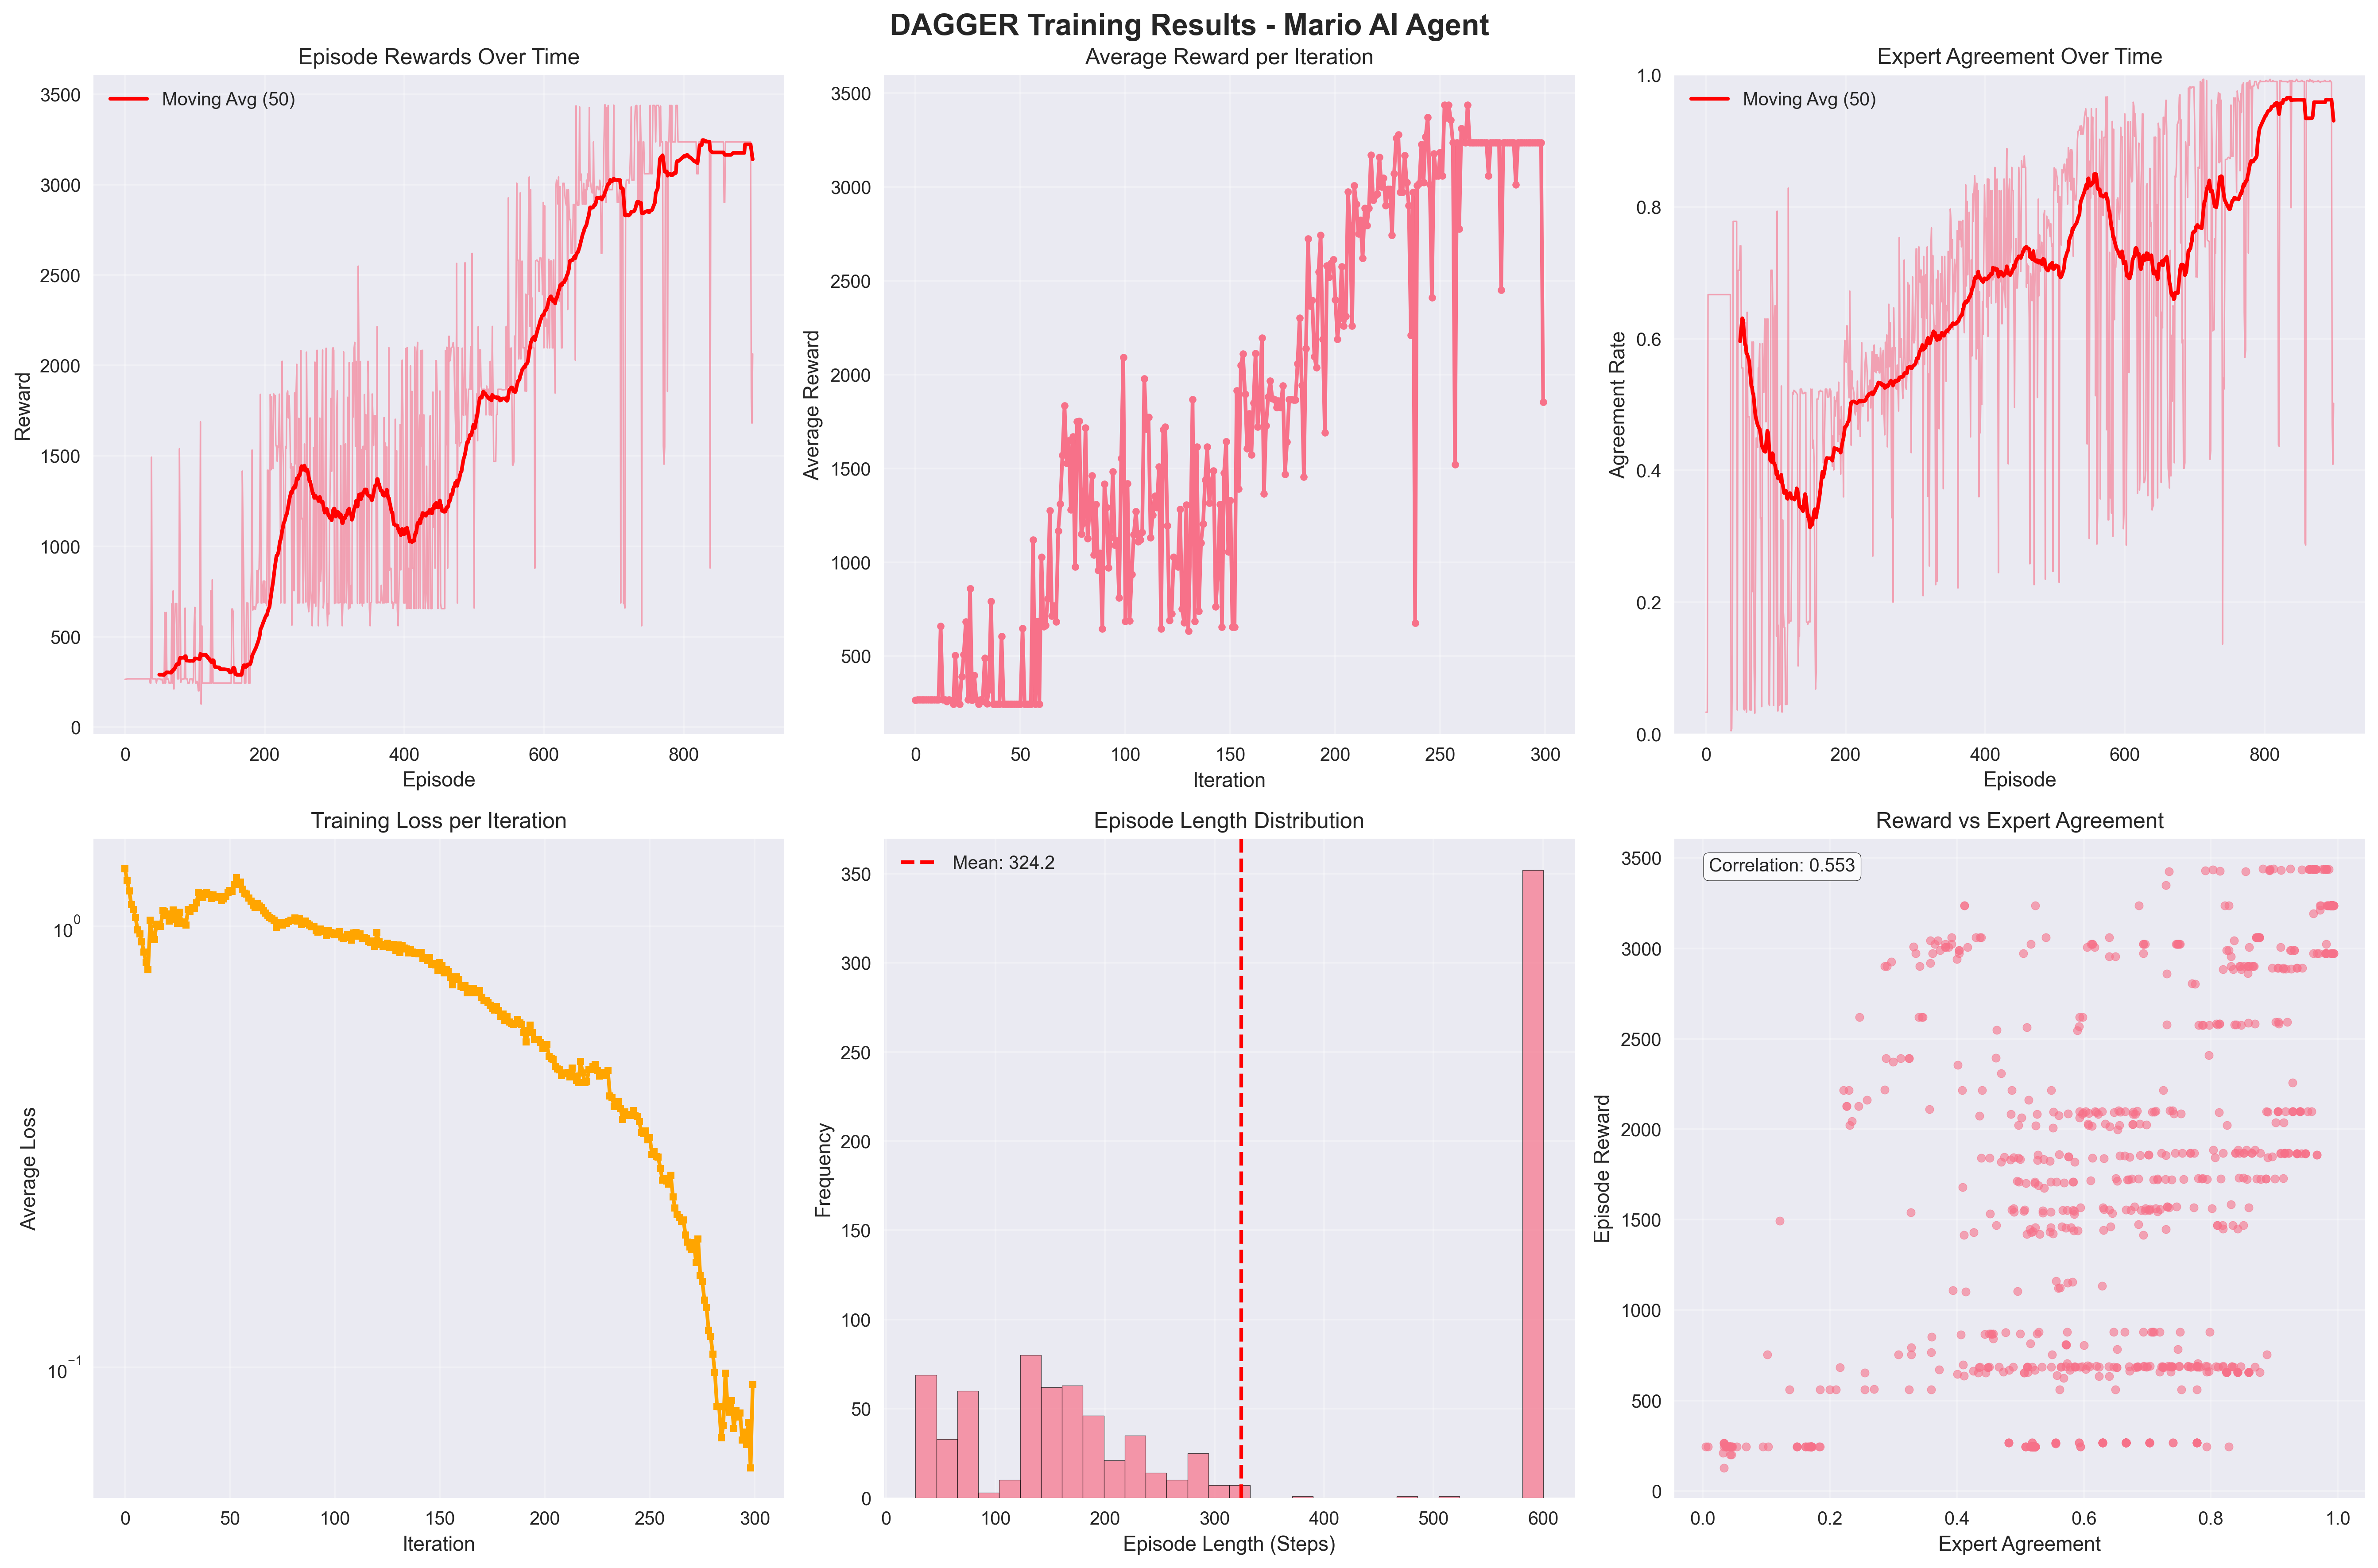 DAGGER Training Results - Mario AI Agent
Episode Rewards Over Time
Moving Avg (50)
Reward
3500
3000
2500
2000
1500
1000
500
0
0 200 400 600 800
Episode
Average Reward per Iteration
Average Reward
3500
3000
2500
2000
1500
1000
500
0 50 100 150 200 250 300
Iteration
Expert Agreement Over Time
Moving Avg (50)
Agreement Rate
1.0
0.8
0.6
0.4
0.2
0.0
0 200 400 600 800
Episode
Training Loss per Iteration
Average Loss
10⁰
10⁻¹
0 50 100 150 200 250 300
Iteration
Episode Length Distribution
Mean: 324.2
Frequency
350
300
250
200
150
100
50
0
0 100 200 300 400 500 600
Episode Length (Steps)
Reward vs Expert Agreement
Correlation: 0.553
Episode Reward
3500
3000
2500
2000
1500
1000
500
0
0.0 0.2 0.4 0.6 0.8 1.0
Expert Agreement